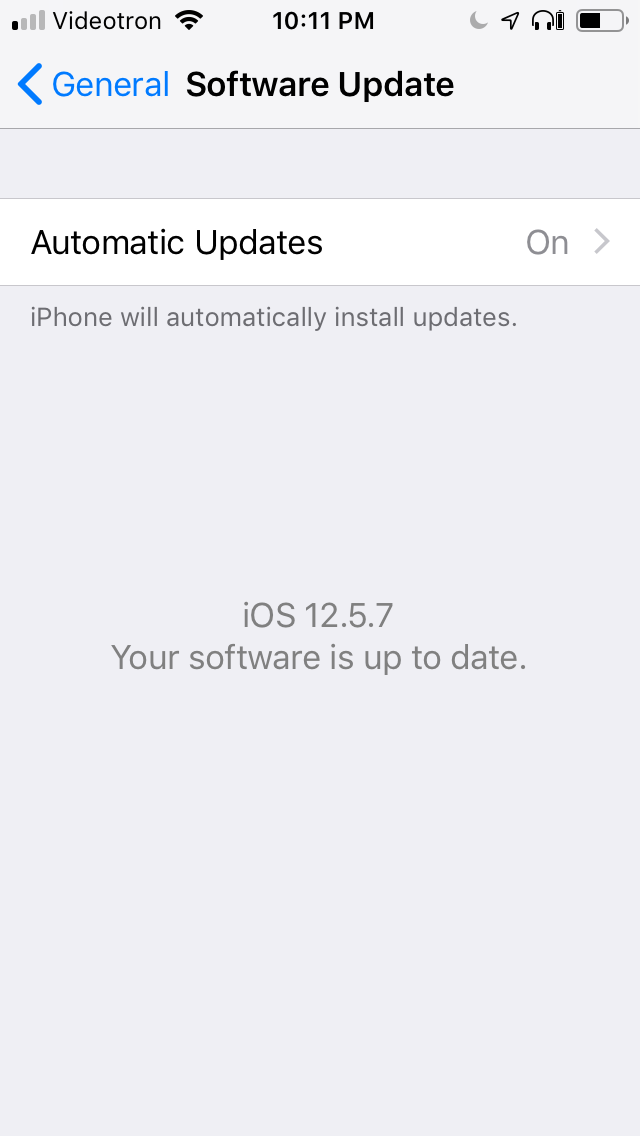 Videotron 10:11 PM
General Software Update
Automatic Updates On
iPhone will automatically install updates.
iOS 12.5.7
Your software is up to date.